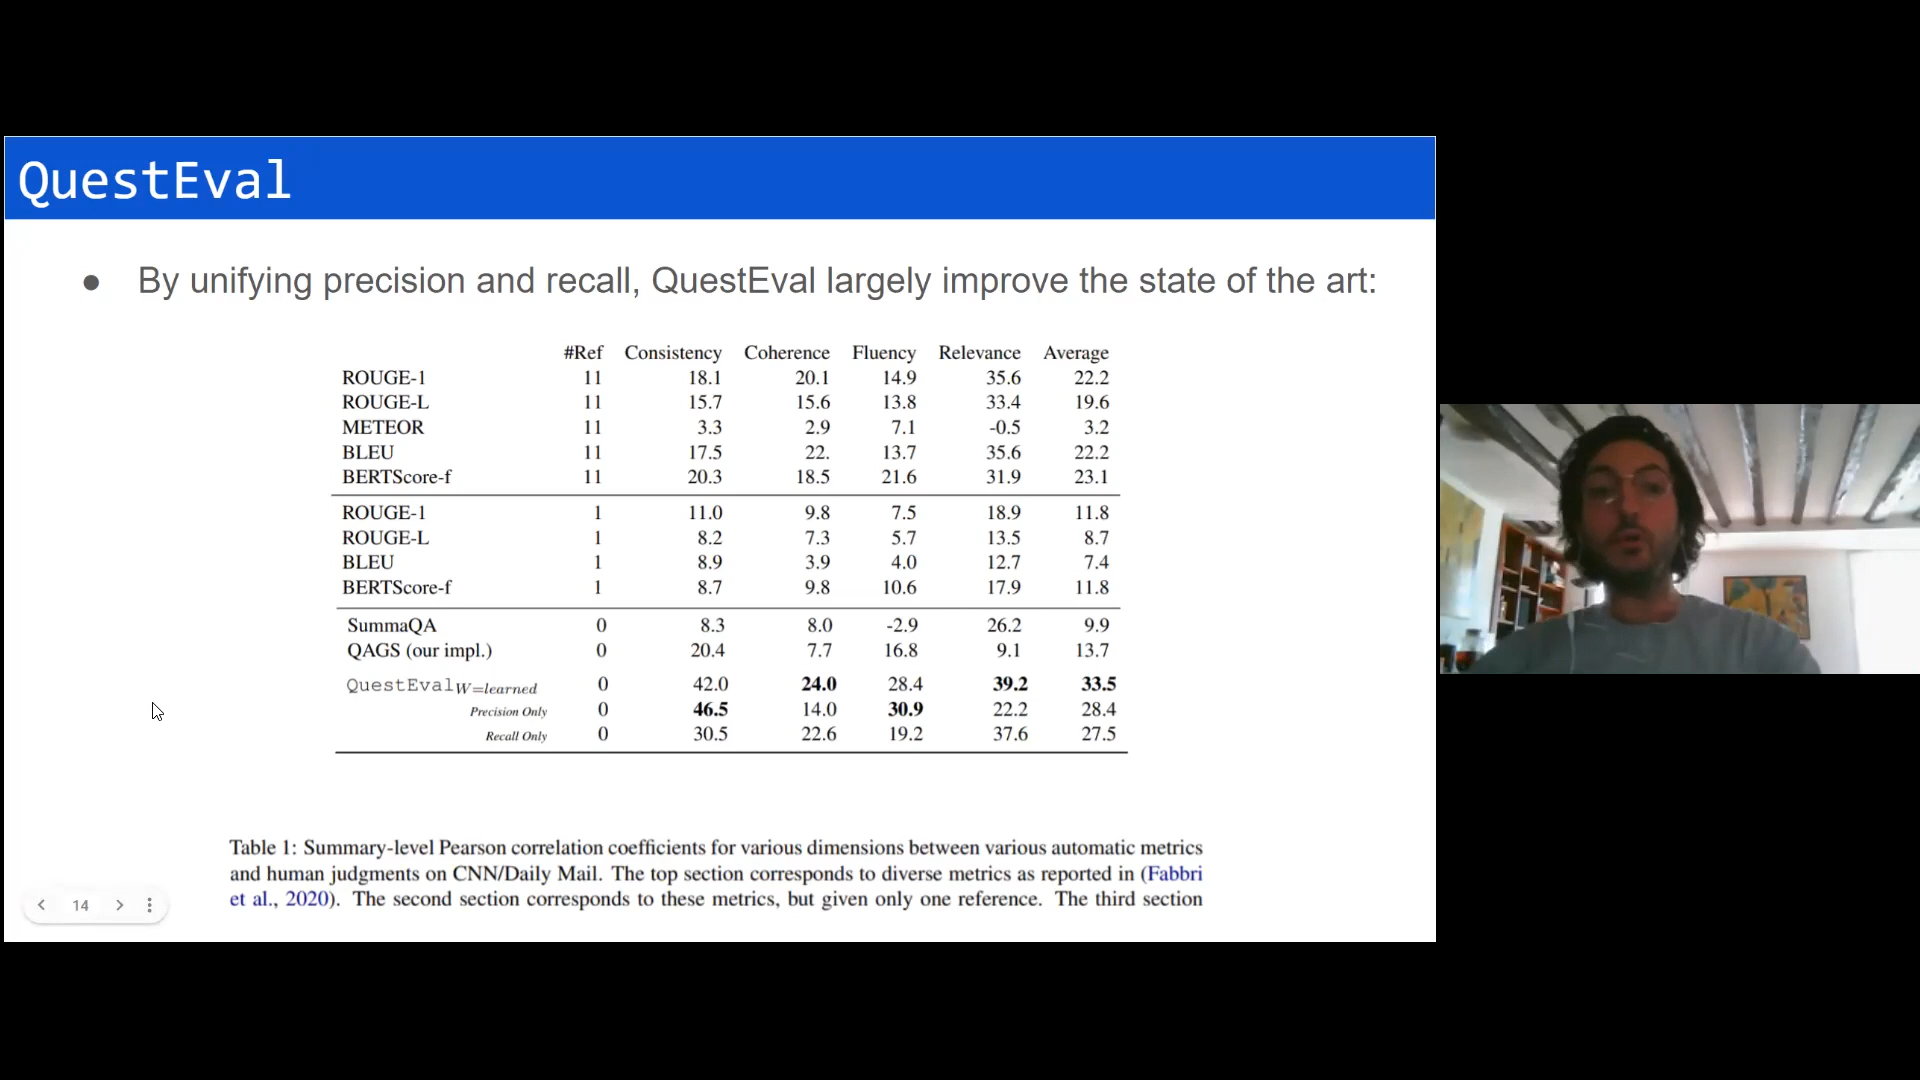 QuestEval
● By unifying precision and recall, QuestEval largely improve the state of the art:
#Ref Consistency Coherence Fluency Relevance Average
ROUGE-1 11 18.1 20.1 14.9 35.6 22.2
ROUGE-L 11 15.7 15.6 13.8 33.4 19.6
METEOR 11 3.3 2.9 7.1 -0.5 3.2
BLEU 11 17.5 22. 13.7 35.6 22.2
BERTScore-f 11 20.3 18.5 21.6 31.9 23.1
ROUGE-1 1 11.0 9.8 7.5 18.9 11.8
ROUGE-L 1 8.2 7.3 5.7 13.5 8.7
BLEU 1 8.9 3.9 4.0 12.7 7.4
BERTScore-f 1 8.7 9.8 10.6 17.9 11.8
SummaQA 0 8.3 8.0 -2.9 26.2 9.9
QAGS (our impl.) 0 20.4 7.7 16.8 9.1 13.7
QuestEval W=learned 0 42.0 24.0 28.4 39.2 33.5
Precision Only 0 46.5 14.0 30.9 22.2 28.4
Recall Only 0 30.5 22.6 19.2 37.6 27.5
Table 1: Summary-level Pearson correlation coefficients for various dimensions between various automatic metrics
and human judgments on CNN/Daily Mail. The top section corresponds to diverse metrics as reported in (Fabbri
et al., 2020). The second section corresponds to these metrics, but given only one reference. The third section
14